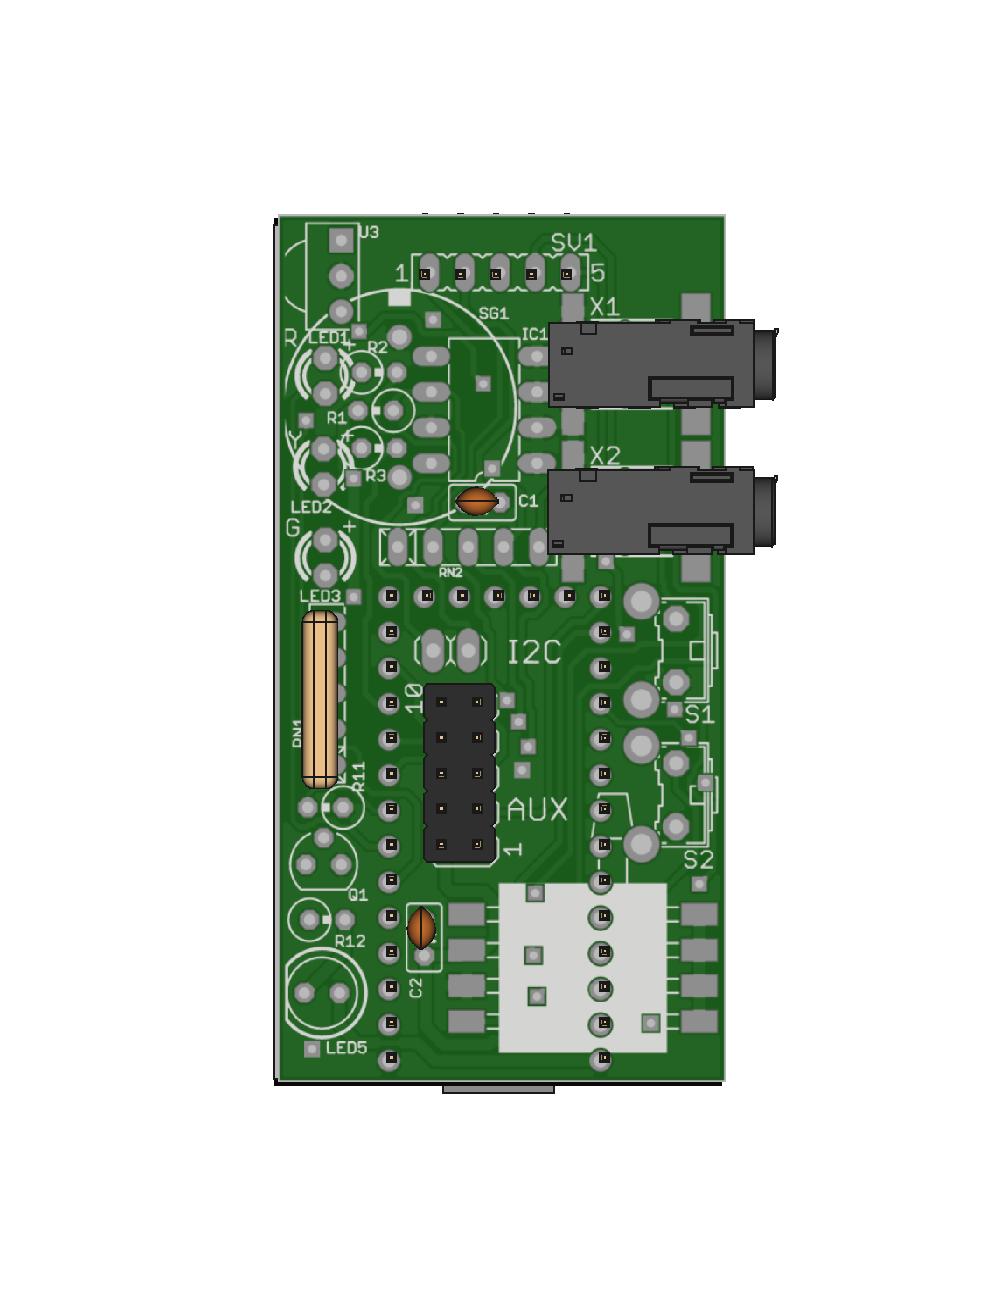 U3
SV1
1
5
SG1
X1
R
LED1
+
R2
IC1
R1
Y
+
X2
R3
LED2
C1
G
+
RN2
LED3
I2C
10
S1
RN1
R11
AUX
1
S2
Q1
R12
C2
LED5